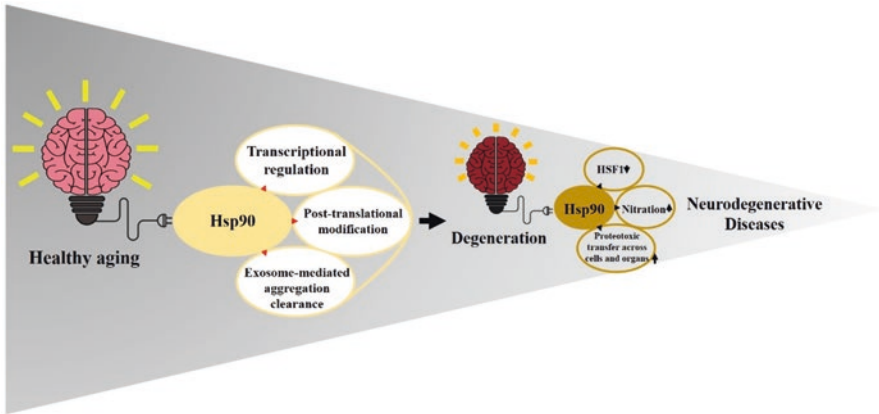 Healthy aging
Hsp90
Transcriptional
regulation
Post-translational
modification
Exosome-mediated
aggregation
clearance
Degeneration
Hsp90
HSF1
Nitration
Proteotoxic
transfer across
cells and organs
Neurodegenerative
Diseases